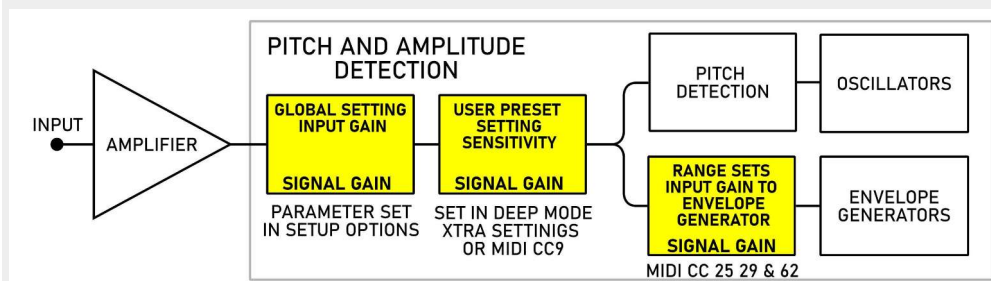 PITCH AND AMPLITUDE
DETECTION
INPUT
AMPLIFIER
GLOBAL SETTING
INPUT GAIN
SIGNAL GAIN
PARAMETER SET
IN SETUP OPTIONS
USER PRESET
SETTING
SENSITIVITY
SIGNAL GAIN
SET IN DEEP MODE
XTRA SETTINIGS
OR MIDI CC9
PITCH
DETECTION
OSCILLATORS
RANGE SETS
INPUT GAIN TO
ENVELOPE
GENERATOR
SIGNAL GAIN
MIDI CC 25 29 & 62
ENVELOPE
GENERATORS